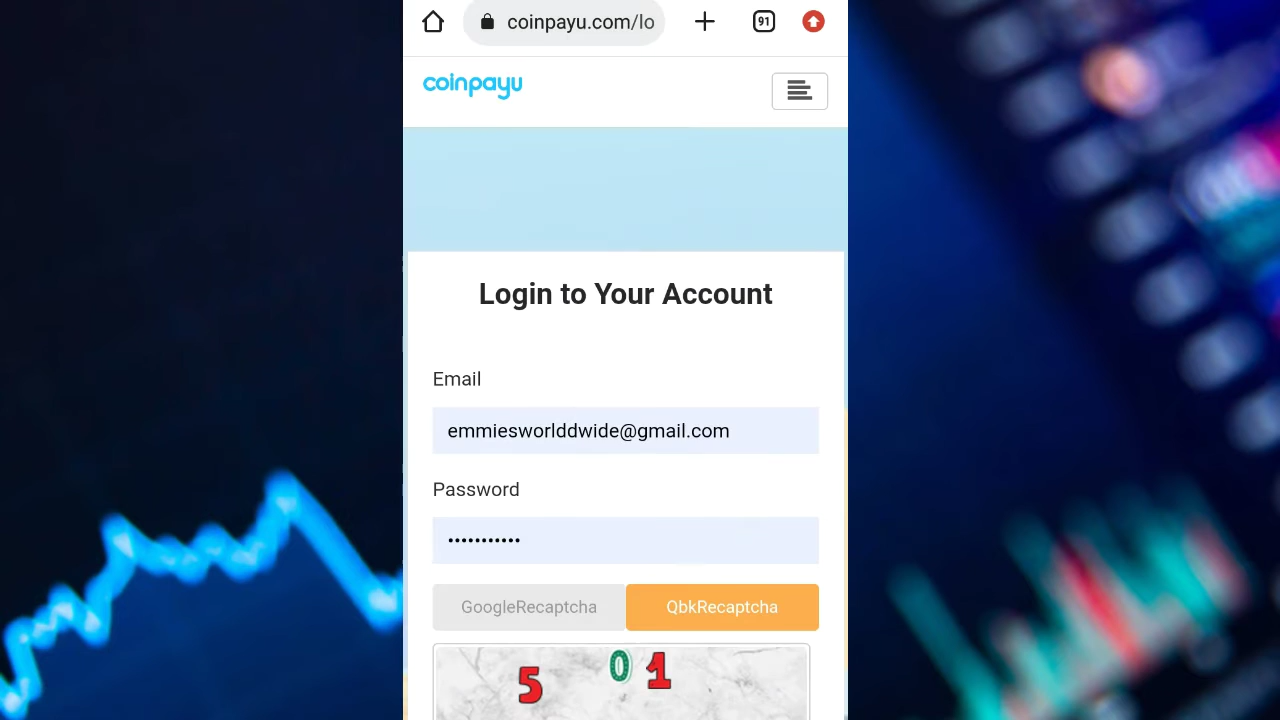 coinpayu.com/lo
91
coinpayu
Login to Your Account
Email
emmiesworlddwide@gmail.com
Password
•••••••••••
GoogleRecaptcha
QbkRecaptcha
5 0 1